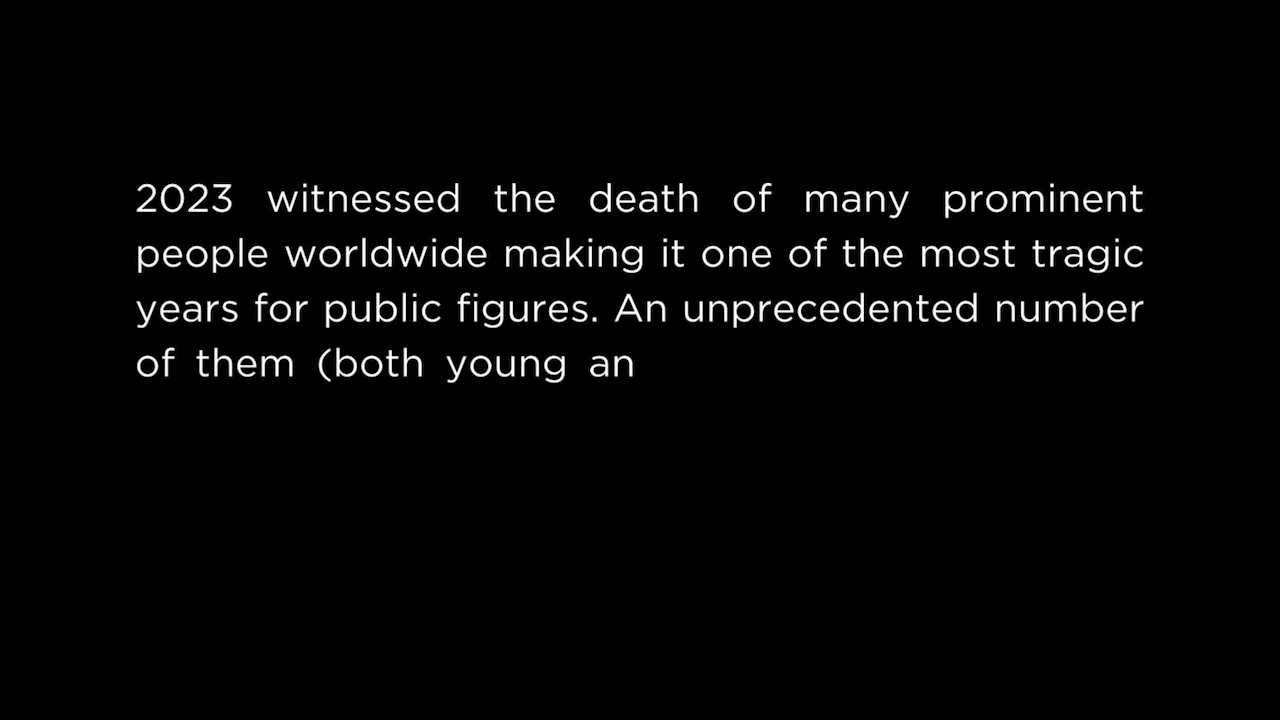 2023 witnessed the death of many prominent
people worldwide making it one of the most tragic
years for public figures. An unprecedented number
of them (both young an